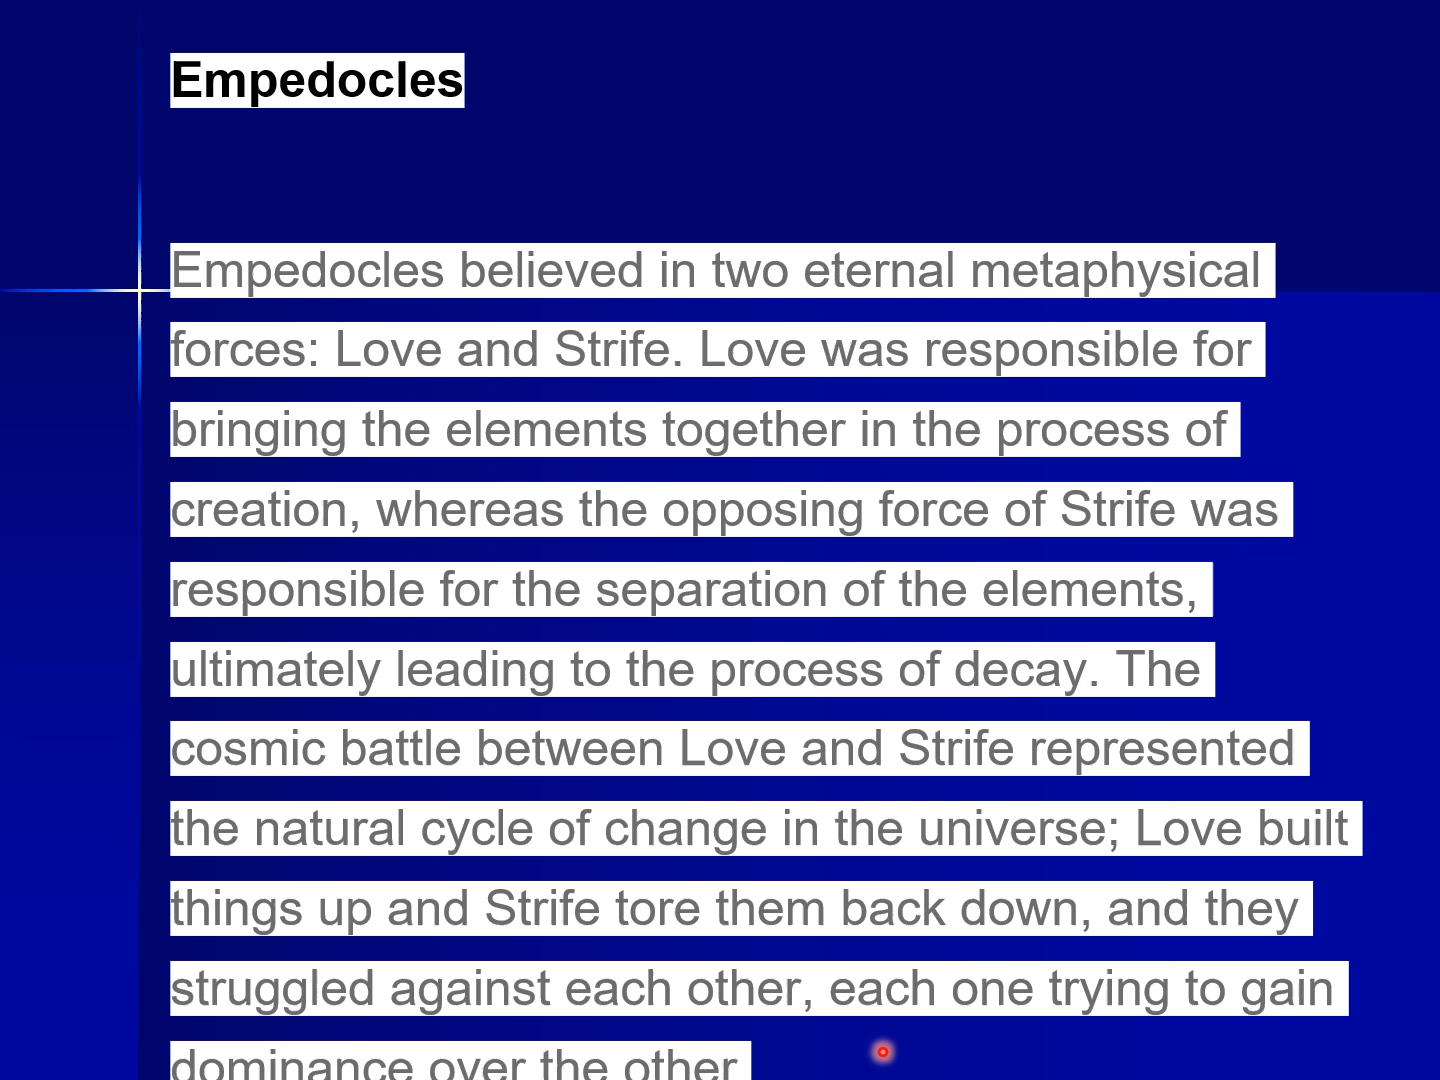 Empedocles
Empedocles believed in two eternal metaphysical
forces: Love and Strife. Love was responsible for
bringing the elements together in the process of
creation, whereas the opposing force of Strife was
responsible for the separation of the elements,
ultimately leading to the process of decay. The
cosmic battle between Love and Strife represented
the natural cycle of change in the universe; Love built
things up and Strife tore them back down, and they
struggled against each other, each one trying to gain
dominance over the other